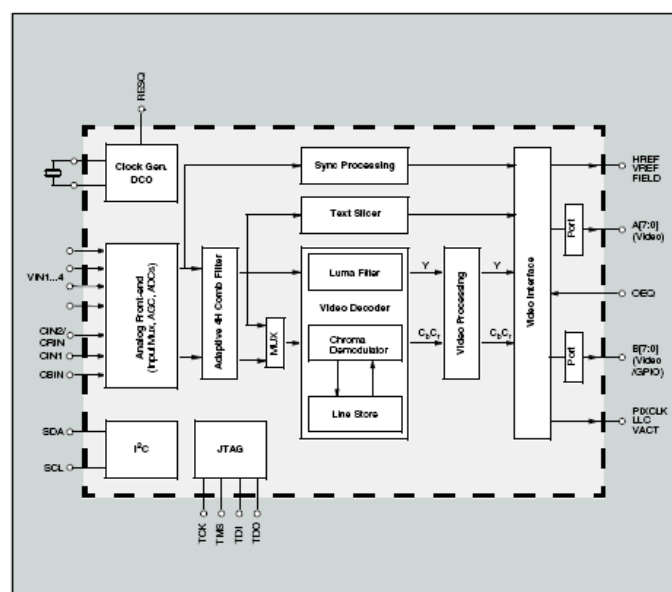 RESQ
Clock Gen.
DCO
Sync Processing
HREF
VREF
FIELD
Text Slicer
Port
A[7:0]
(Video)
VIN1...4
Analog Front-end
(Input Mux, AGC, ADCs)
Adaptive 4H Comb Filter
Luma Filter
Y
Video Processing
Y
Video Interface
OEQ
Video Decoder
MUX
CIN2/
CRIN
CIN1
CBIN
Chroma
Demodulator
CbCr
CbCr
Port
B[7:0]
(Video
/GPIO)
Line Store
PIXCLK
LLC
VACT
SDA
SCL
I²C
JTAG
TCK
TMS
TDI
TDO